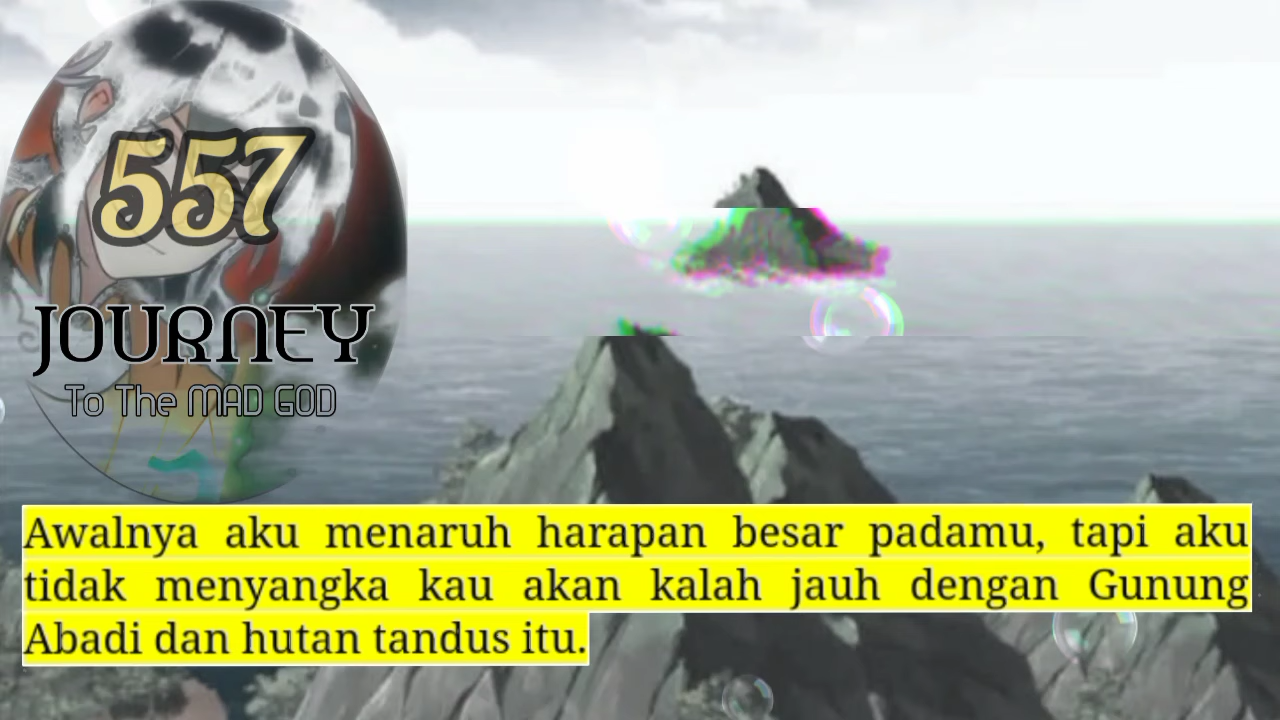 557
JOURNEY
To The MAD GOD
Awalnya aku menaruh harapan besar padamu, tapi aku
tidak menyangka kau akan kalah jauh dengan Gunung
Abadi dan hutan tandus itu.